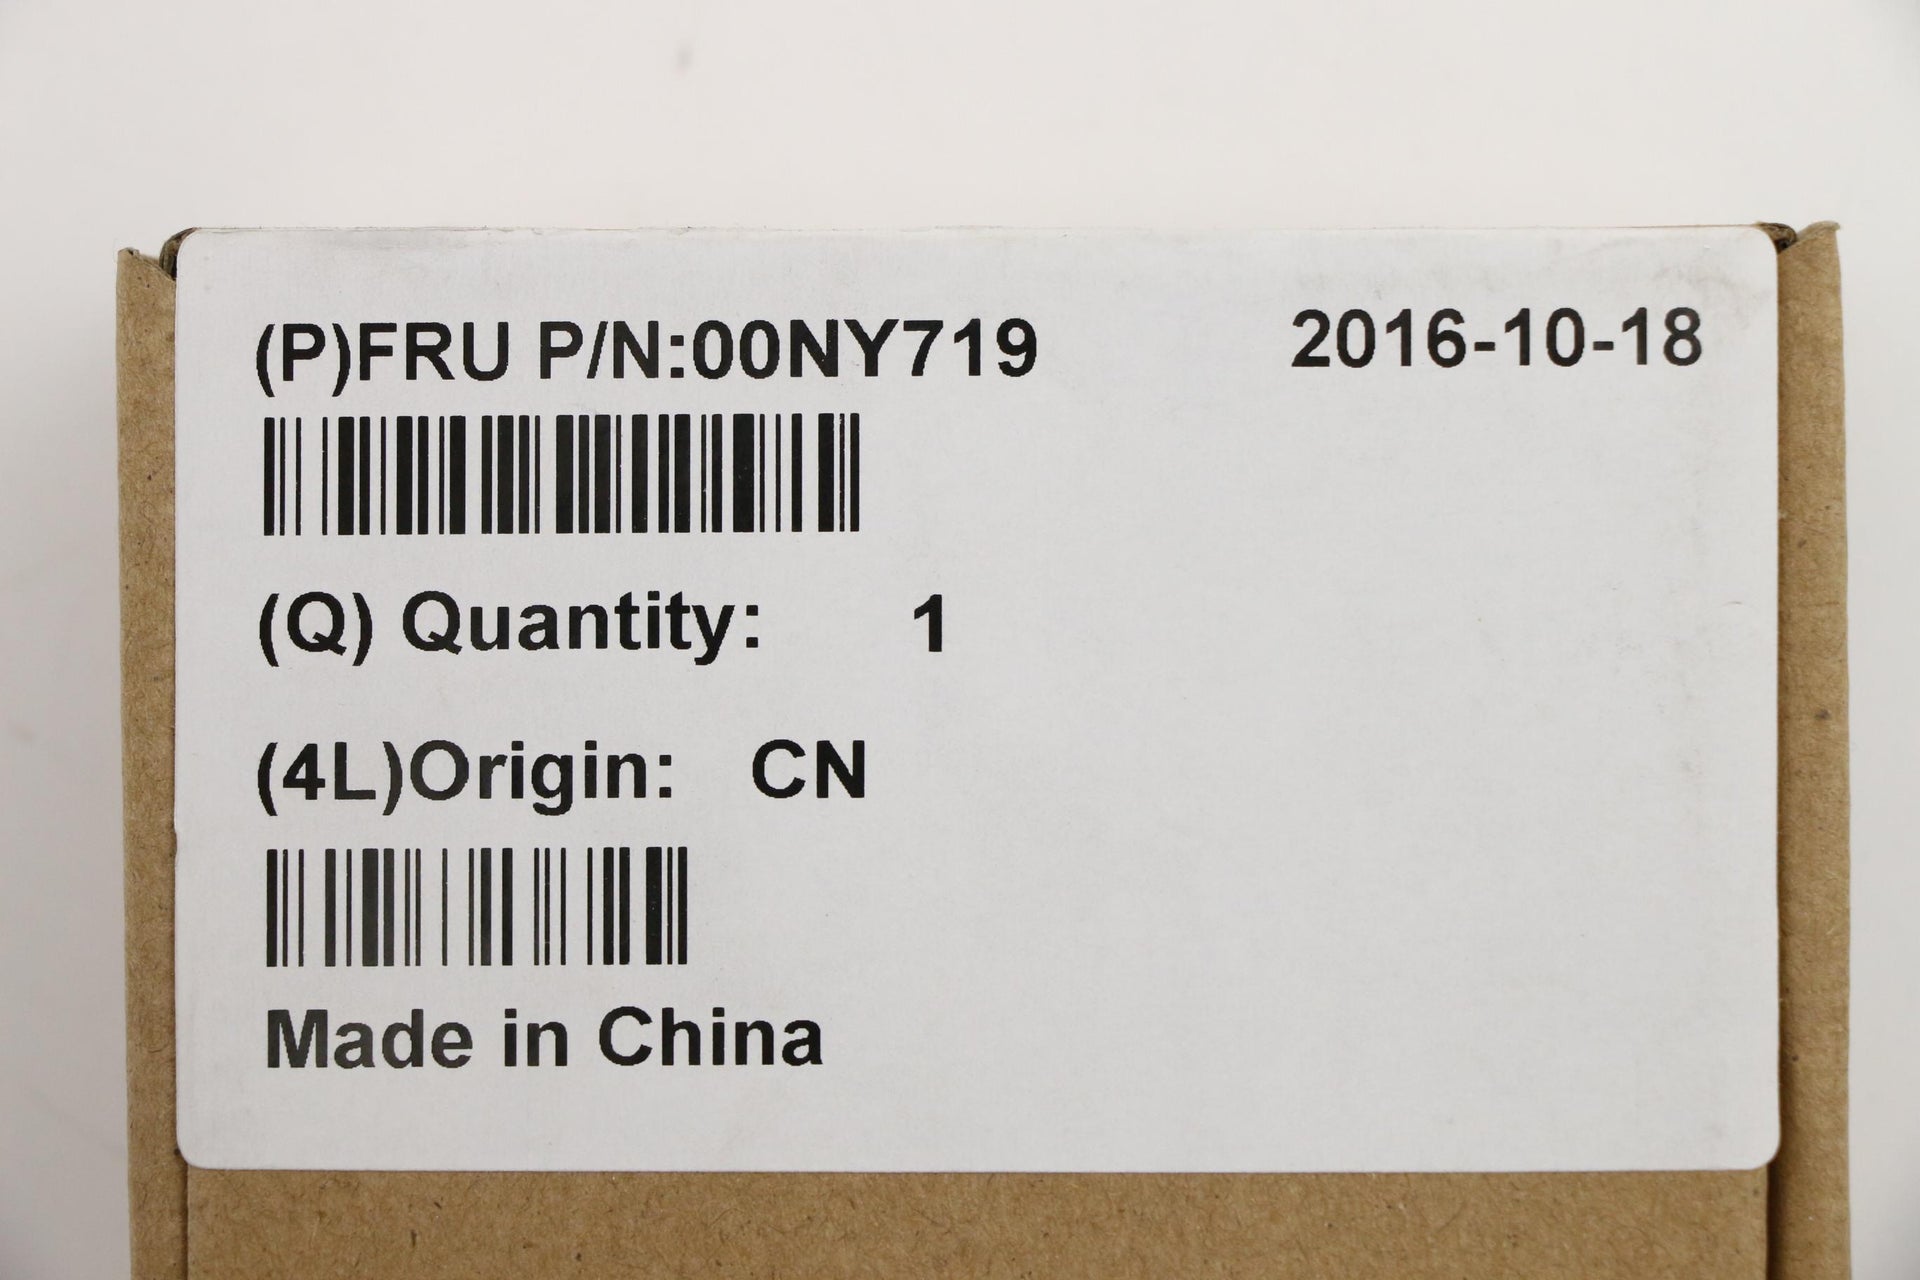 (P)FRU P/N:00NY719 2016-10-18
(Q) Quantity: 1
(4L)Origin: CN
Made in China